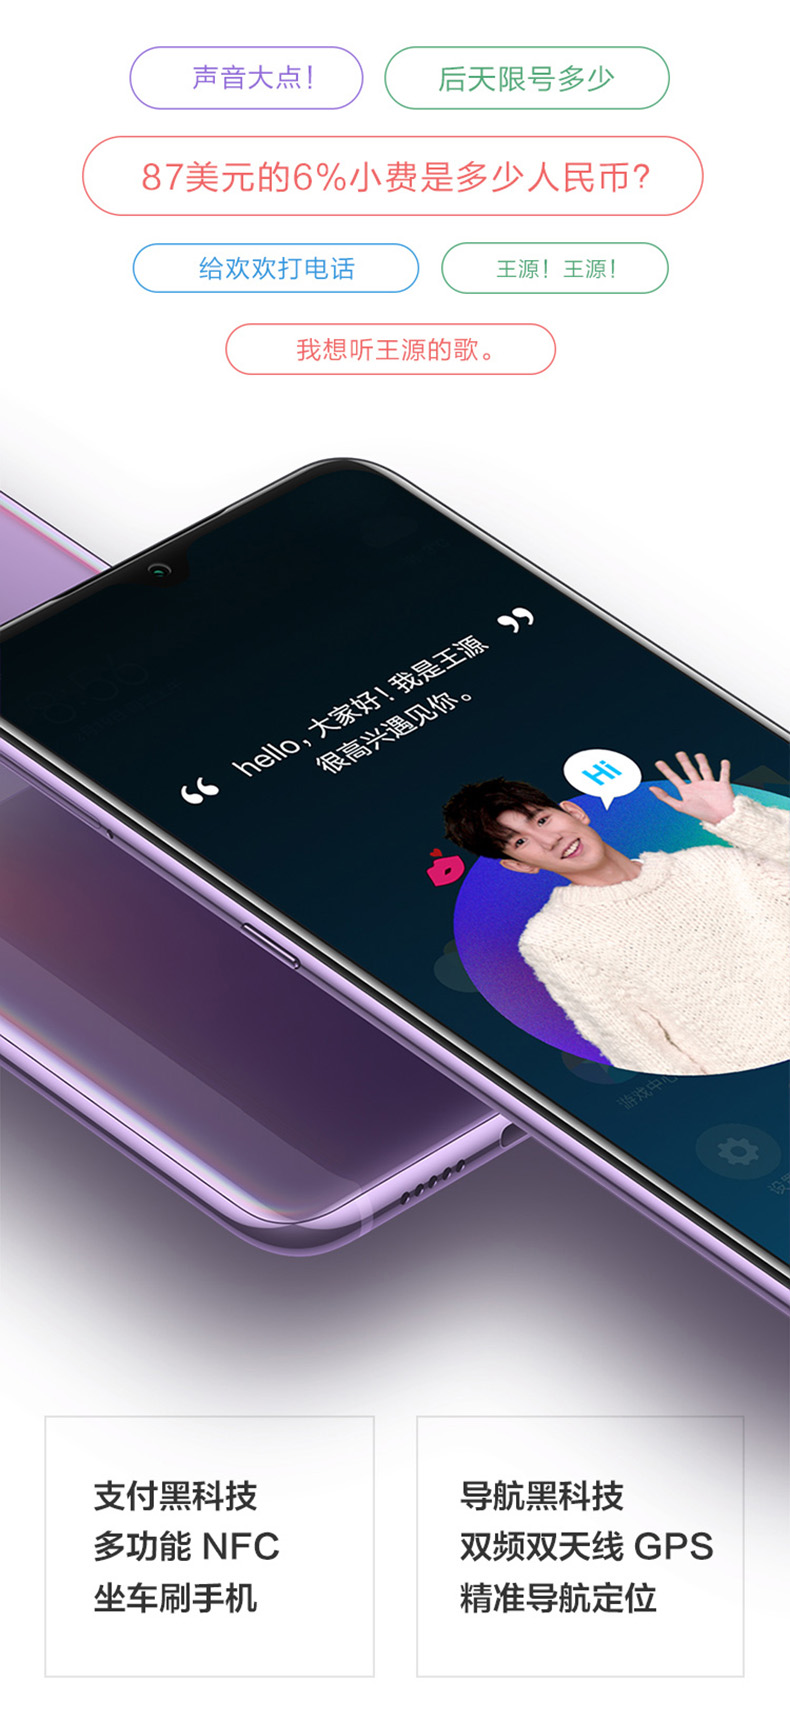 声音大点！
后天限号多少
87美元的6%小费是多少人民币？
给欢欢打电话
王源！王源！
我想听王源的歌。
“hello，大家好！我是王源
很高兴遇见你。”
Hi
游戏中心
支付黑科技
多功能 NFC
坐车刷手机
导航黑科技
双频双天线 GPS
精准导航定位